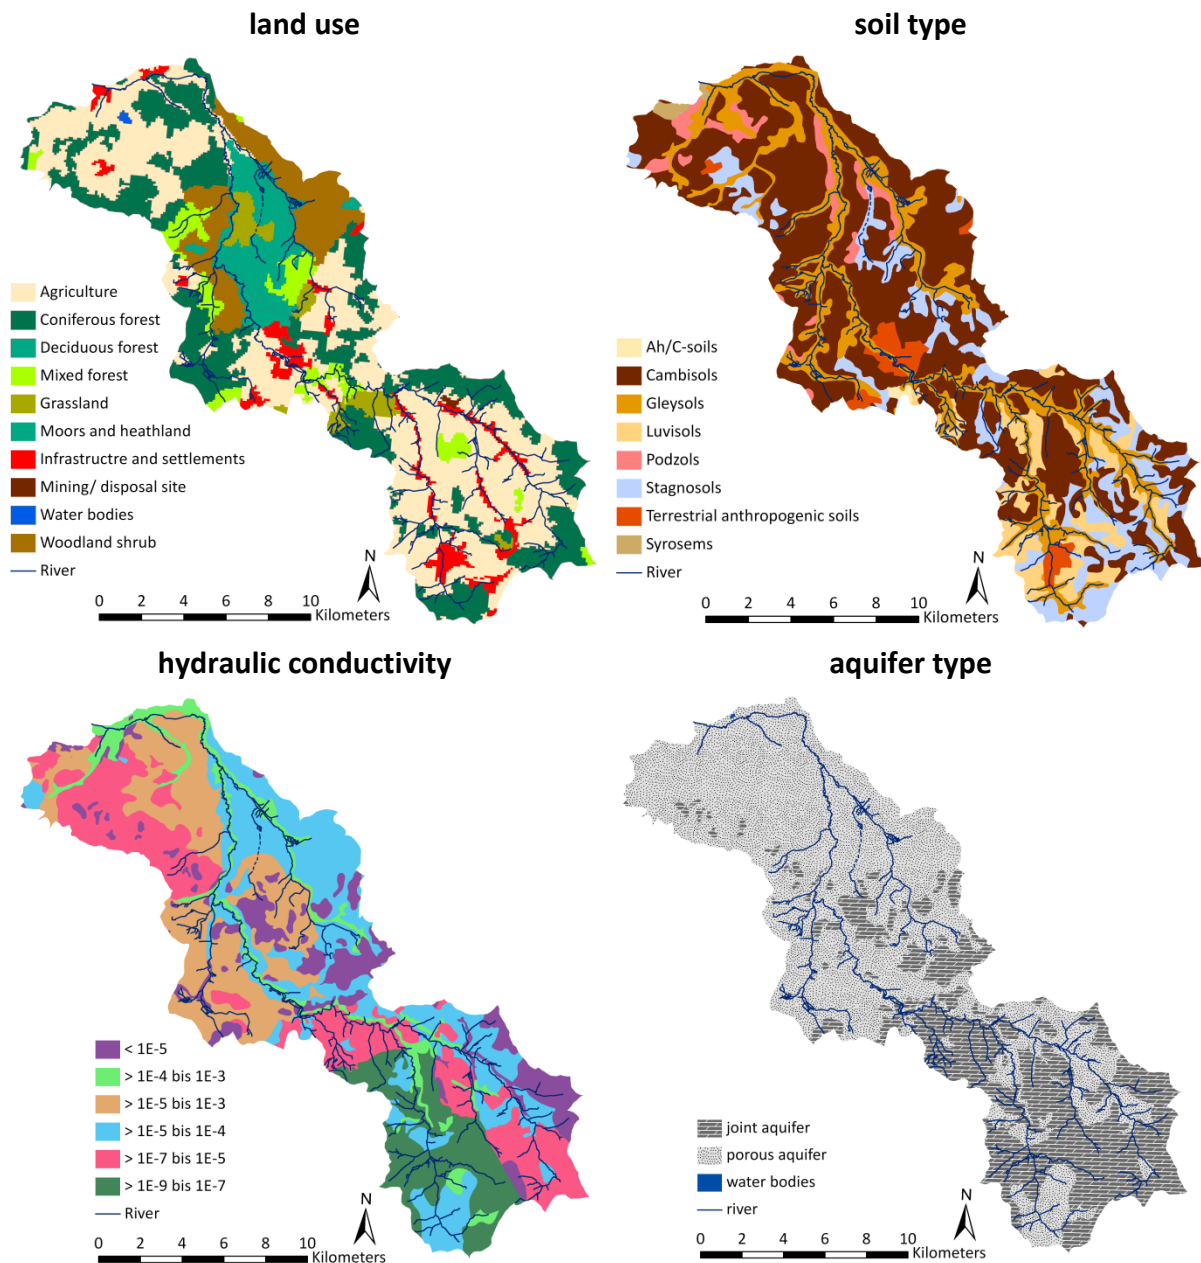 land use
soil type
Agriculture
Coniferous forest
Deciduous forest
Mixed forest
Grassland
Moors and heathland
Infrastructre and settlements
Mining/ disposal site
Water bodies
Woodland shrub
River
N
0 2 4 6 8 10
Kilometers
Ah/C-soils
Cambisols
Gleysols
Luvisols
Podzols
Stagnosols
Terrestrial anthropogenic soils
Syrosems
River
N
0 2 4 6 8 10
Kilometers
hydraulic conductivity
aquifer type
< 1E-5
> 1E-4 bis 1E-3
> 1E-5 bis 1E-3
> 1E-5 bis 1E-4
> 1E-7 bis 1E-5
> 1E-9 bis 1E-7
River
N
0 2 4 6 8 10
Kilometers
joint aquifer
porous aquifer
water bodies
river
N
0 2 4 6 8 10
Kilometers